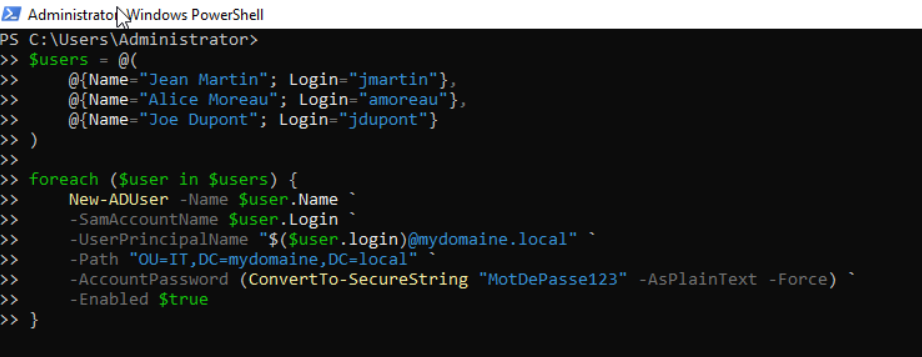 Administrator: Windows PowerShell
PS C:\Users\Administrator>
>> $users = @(
>>     @{Name="Jean Martin"; Login="jmartin"},
>>     @{Name="Alice Moreau"; Login="amoreau"},
>>     @{Name="Joe Dupont"; Login="jdupont"}
>> )
>>
>> foreach ($user in $users) {
>>     New-ADUser -Name $user.Name `
>>     -SamAccountName $user.Login `
>>     -UserPrincipalName "$($user.login)@mydomaine.local" `
>>     -Path "OU=IT,DC=mydomaine,DC=local" `
>>     -AccountPassword (ConvertTo-SecureString "MotDePasse123" -AsPlainText -Force) `
>>     -Enabled $true
>> }